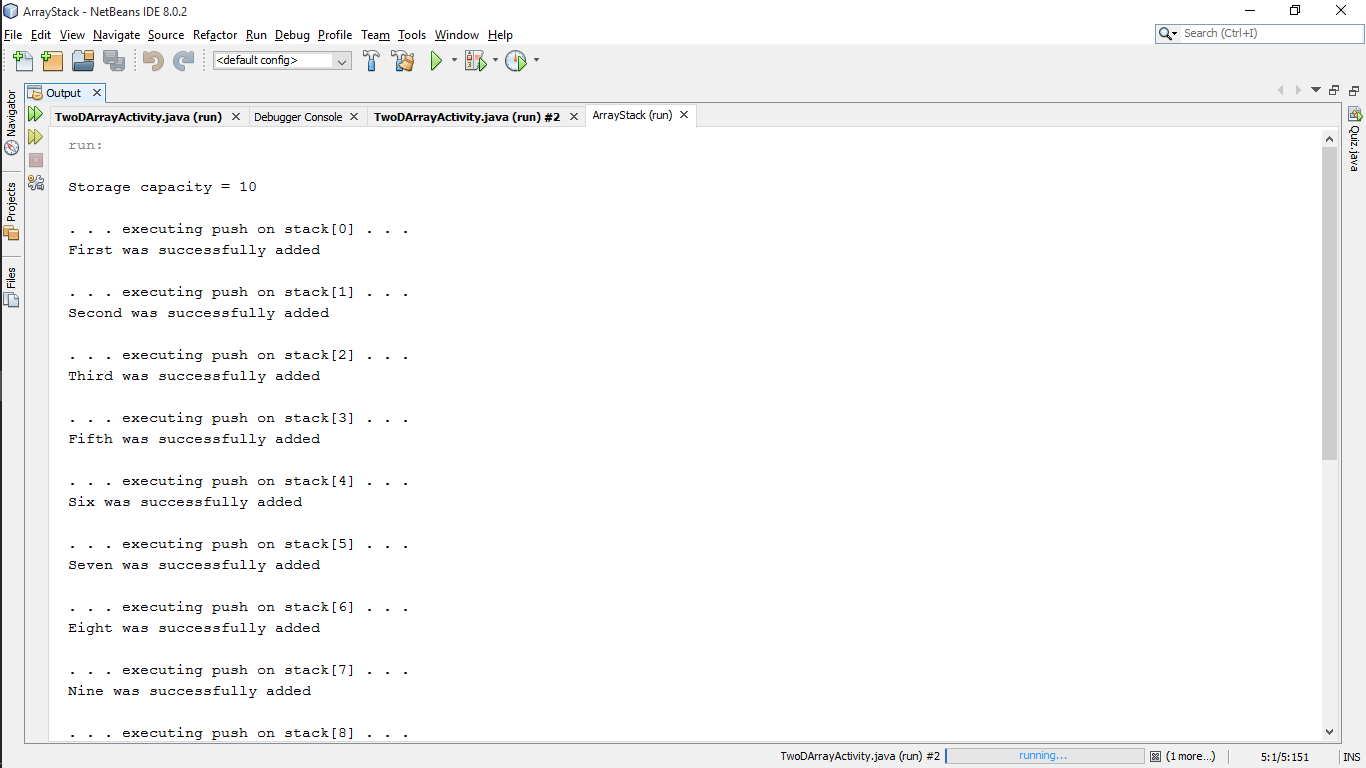 ArrayStack - NetBeans IDE 8.0.2
File Edit View Navigate Source Refactor Run Debug Profile Team Tools Window Help
Search (Ctrl+I)
<default config>
Output
Navigator
Projects
Files
TwoDArrayActivity.java (run) Debugger Console TwoDArrayActivity.java (run) #2 ArrayStack (run)
Quiz.java
run:
Storage capacity = 10
. . . executing push on stack[0] . . .
First was successfully added
. . . executing push on stack[1] . . .
Second was successfully added
. . . executing push on stack[2] . . .
Third was successfully added
. . . executing push on stack[3] . . .
Fifth was successfully added
. . . executing push on stack[4] . . .
Six was successfully added
. . . executing push on stack[5] . . .
Seven was successfully added
. . . executing push on stack[6] . . .
Eight was successfully added
. . . executing push on stack[7] . . .
Nine was successfully added
. . . executing push on stack[8] . . .
TwoDArrayActivity.java (run) #2 running... (1 more...) 5:1/5:151 INS